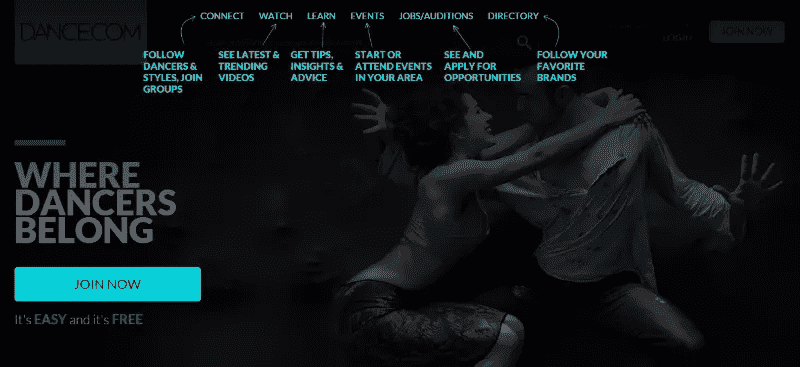 DANCECOM
CONNECT WATCH LEARN EVENTS JOBS/AUDITIONS DIRECTORY
LOGIN
JOIN NOW
FOLLOW
DANCERS &
STYLES, JOIN
GROUPS
SEE LATEST &
TRENDING
VIDEOS
GET TIPS,
INSIGHTS &
ADVICE
START OR
ATTEND EVENTS
IN YOUR AREA
SEE AND
APPLY FOR
OPPORTUNITIES
FOLLOW YOUR
FAVORITE
BRANDS
WHERE
DANCERS
BELONG
JOIN NOW
It's EASY and it's FREE